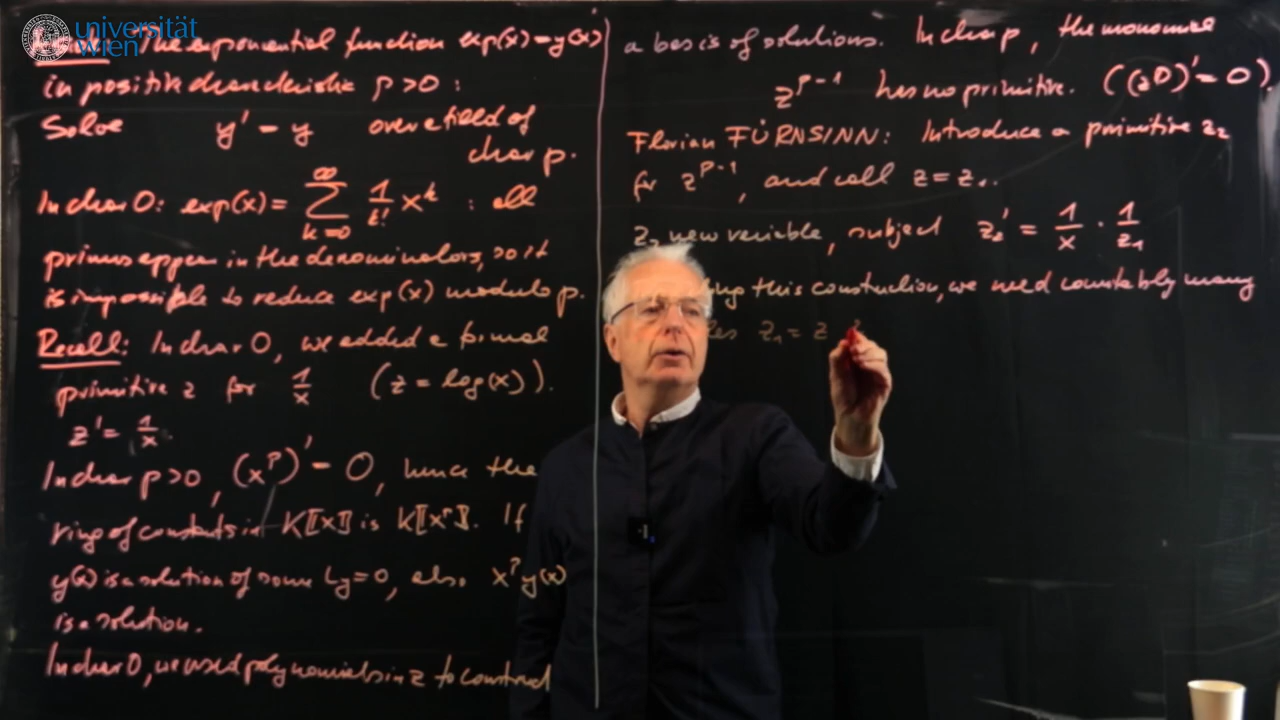 universität
wien
The exponential function exp(x) = y(x)
in positive characteristic p > 0 :
Solve y' = y over a field of
char p.
In char 0: exp(x) = ∑_{k=0}^{∞} 1/k! x^k : all
primes appear in the denominators, so it
is impossible to reduce exp(x) modulo p.
Recall: In char 0, we added a formal
primitive z for 1/x (z = log(x)).
z' = 1/x.
In char p > 0, (x^p)' = 0, hence the
ring of constants in K[[x]] is K[[x^p]]. If
y(x) is a solution of some Ly = 0, also x^p y(x)
is a solution.
In char 0, we used polynomials in z to construct
a basis of solutions. In char p, the monomial
z^{p-1} has no primitive. ((z^p)' = 0).
Florian FÜRNSINN: Introduce a primitive z_2
for z^{p-1}, and call z = z_1.
z_2 new variable, subject z_2' = 1/x · 1/z_1
this construction, we need countably many
z_1 = z